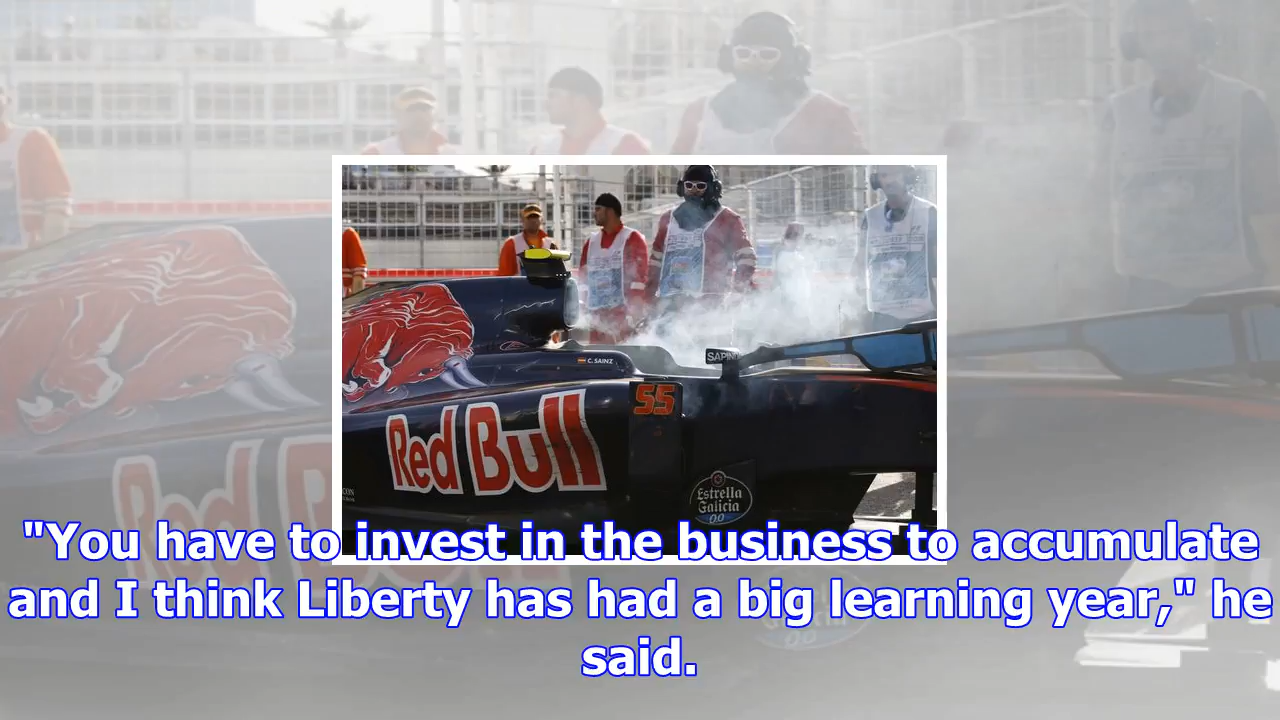 SAPINDA
C. SAINZ
55
Red Bull
Estrella
Galicia
00
"You have to invest in the business to accumulate
and I think Liberty has had a big learning year," he
said.